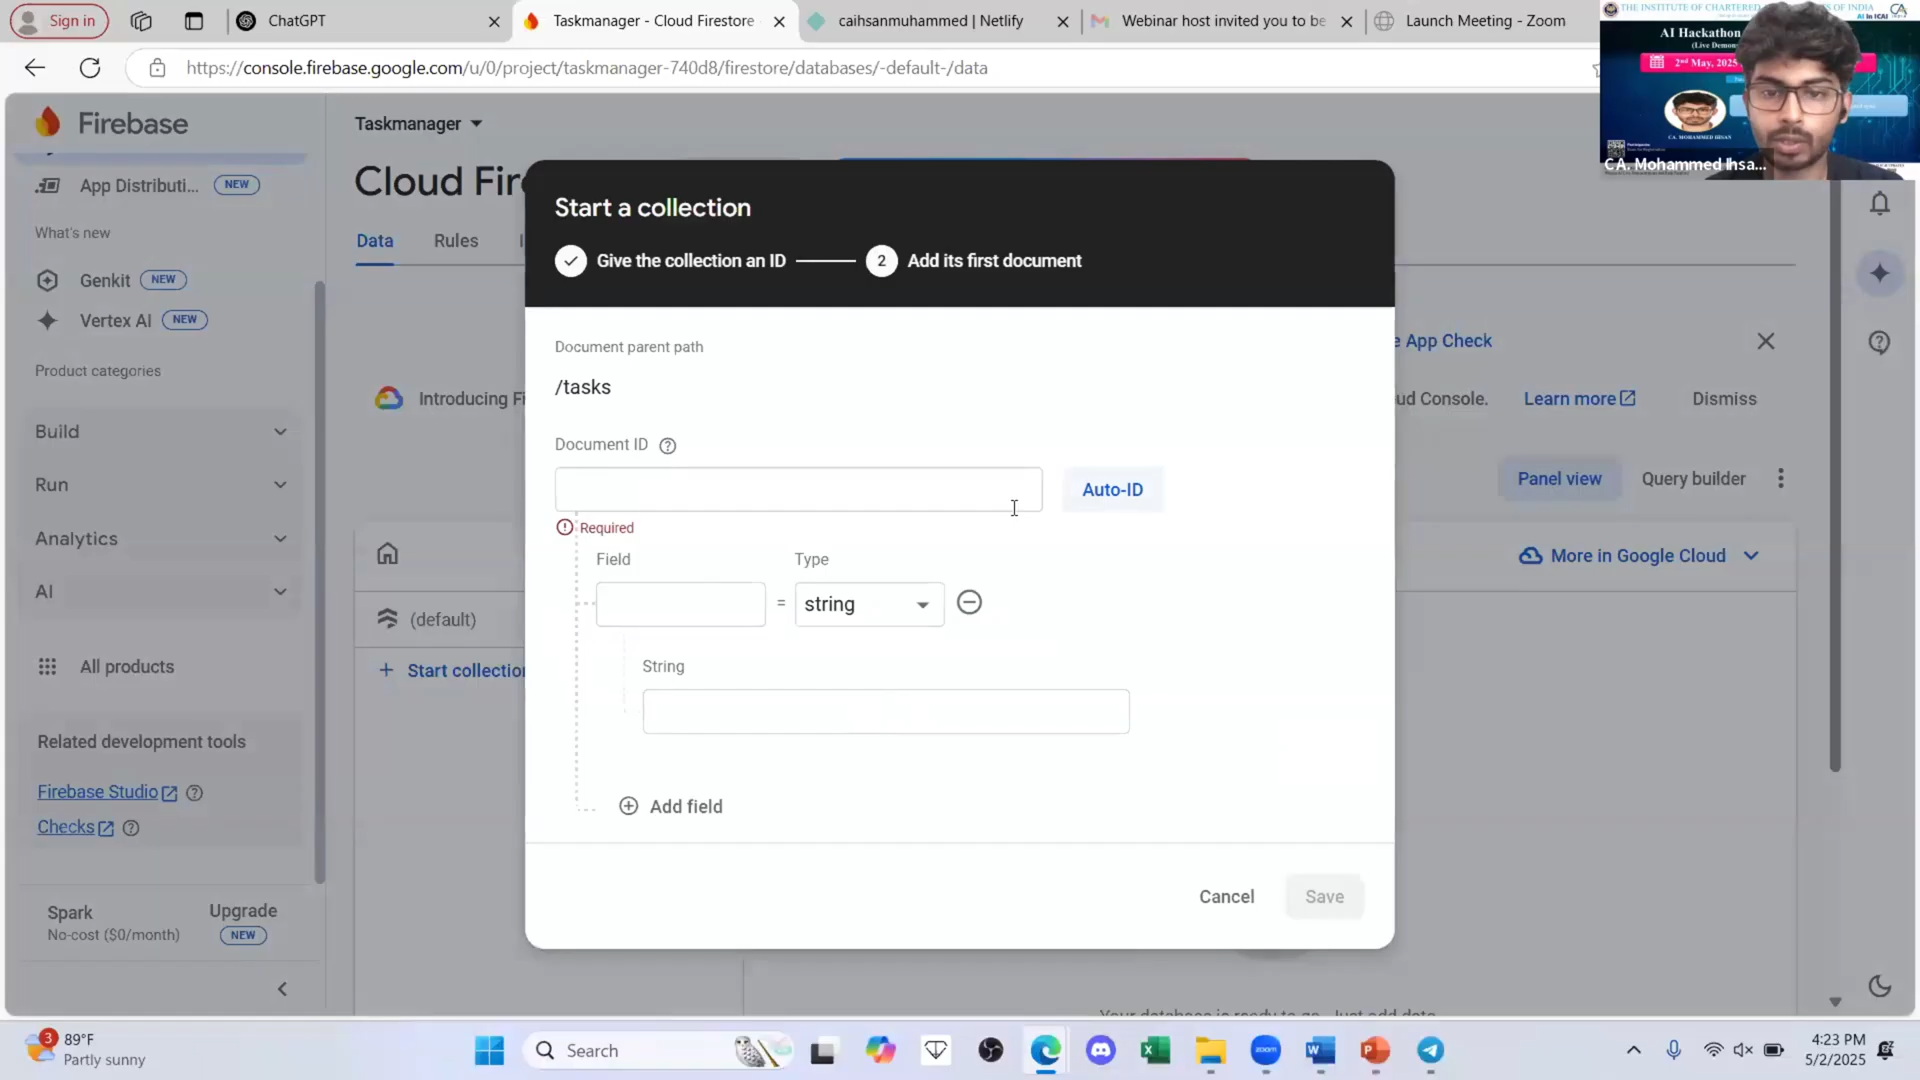 Sign in
ChatGPT
Taskmanager - Cloud Firestore
caihsanmuhammed | Netlify
Webinar host invited you to be
Launch Meeting - Zoom
https://console.firebase.google.com/u/0/project/taskmanager-740d8/firestore/databases/-default-/data
AI Hackathon
2nd May, 2025
CA. MOHAMMED IHSAN
CA. Mohammed Ihsa...
Firebase
App Distributi...
NEW
What's new
Genkit
NEW
Vertex AI
NEW
Product categories
Build
Run
Analytics
AI
All products
Related development tools
Firebase Studio
Checks
Spark
No-cost ($0/month)
Upgrade
NEW
Taskmanager
Cloud Fir
Data
Rules
Introducing Fi
e App Check
ud Console.
Learn more
Dismiss
Panel view
Query builder
More in Google Cloud
(default)
+ Start collection
Start a collection
Give the collection an ID
2
Add its first document
Document parent path
/tasks
Document ID
Auto-ID
Required
Field
Type
=
string
String
Add field
Cancel
Save
Your database is ready to go. Just add data
3
89°F
Partly sunny
Search
zoom
4:23 PM
5/2/2025